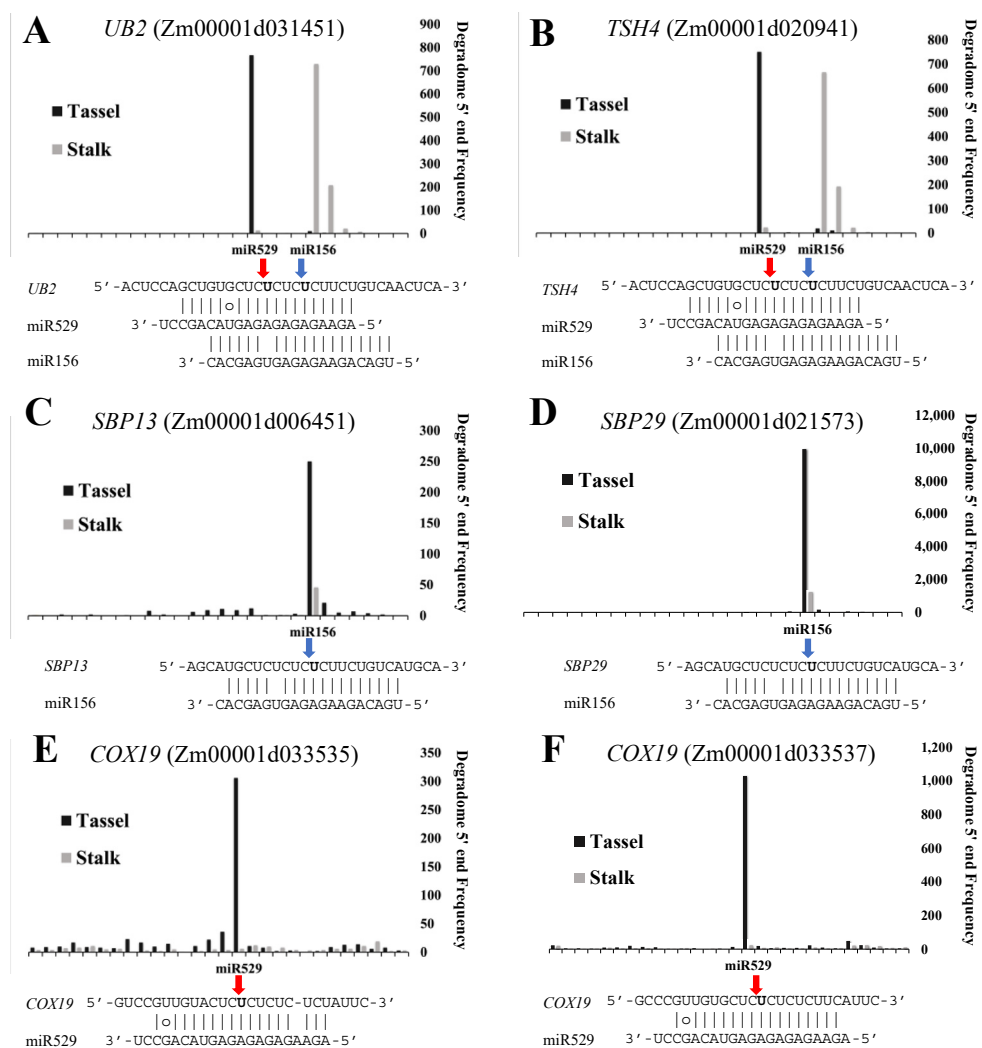 A
UB2 (Zm00001d031451)
900
800
700
600
500
400
300
200
100
0
Degradome 5' end Frequency
Tassel
Stalk
miR529 miR156
UB2 5'-ACUCCAGCUGUGCUCUCUCUCUUCUGUCAACUCA-3'
miR529 3'-UCCGACAUGAGAGAGAGAAGA-5'
miR156 3'-CACGAGUGAGAGAAGACAGU-5'
B
TSH4 (Zm00001d020941)
800
700
600
500
400
300
200
100
0
Degradome 5' end Frequency
Tassel
Stalk
miR529 miR156
TSH4 5'-ACUCCAGCUGUGCUCUCUCUCUUCUGUCAACUCA-3'
miR529 3'-UCCGACAUGAGAGAGAGAAGA-5'
miR156 3'-CACGAGUGAGAGAAGACAGU-5'
C
SBP13 (Zm00001d006451)
300
250
200
150
100
50
0
Degradome 5' end Frequency
Tassel
Stalk
miR156
SBP13 5'-AGCAUGCUCUCUCUCUUCUGUCAUGCA-3'
miR156 3'-CACGAGUGAGAGAAGACAGU-5'
D
SBP29 (Zm00001d021573)
12,000
10,000
8,000
6,000
4,000
2,000
0
Degradome 5' end Frequency
Tassel
Stalk
miR156
SBP29 5'-AGCAUGCUCUCUCUCUUCUGUCAUGCA-3'
miR156 3'-CACGAGUGAGAGAAGACAGU-5'
E
COX19 (Zm00001d033535)
350
300
250
200
150
100
50
0
Degradome 5' end Frequency
Tassel
Stalk
miR529
COX19 5'-GUCCGUUGUACUCUCUCUC-UCUAUUC-3'
miR529 3'-UCCGACAUGAGAGAGAGAAGA-5'
F
COX19 (Zm00001d033537)
1,200
1,000
800
600
400
200
0
Degradome 5' end Frequency
Tassel
Stalk
miR529
COX19 5'-GCCCGUUGUGCUCUCUCUCUUCAUUC-3'
miR529 3'-UCCGACAUGAGAGAGAGAAGA-5'